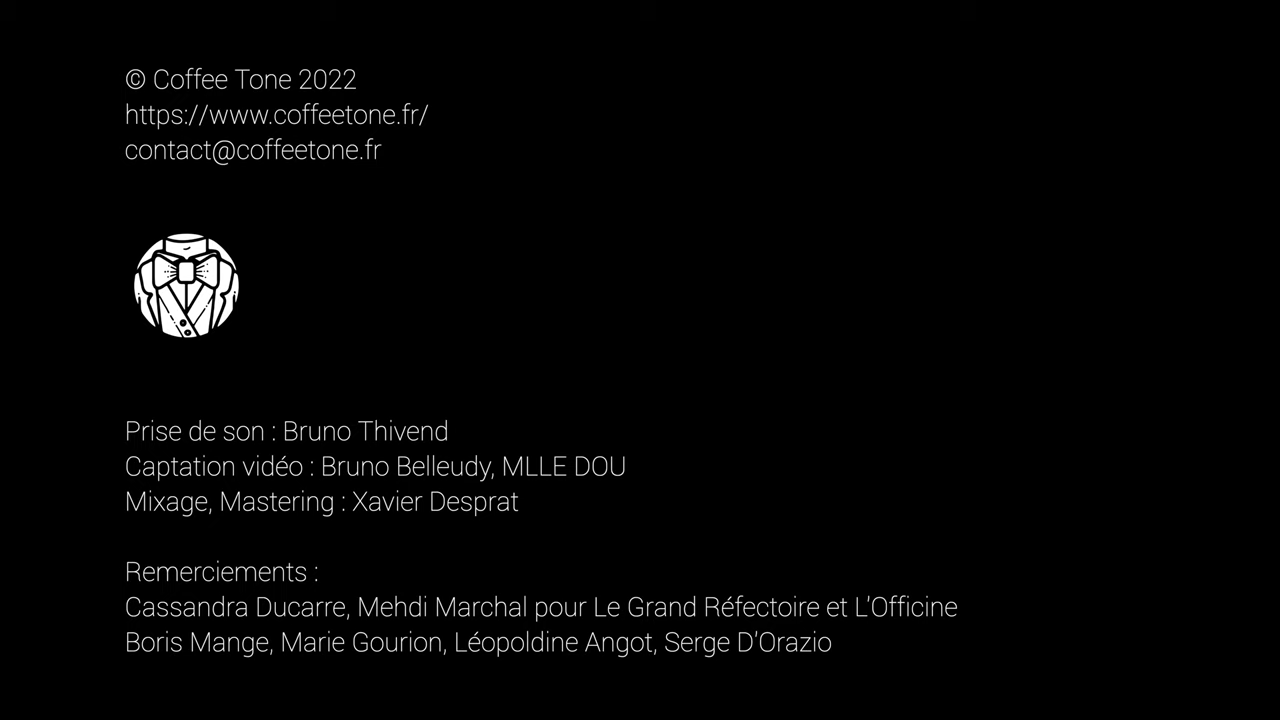 © Coffee Tone 2022
https://www.coffeetone.fr/
contact@coffeetone.fr
Prise de son : Bruno Thivend
Captation vidéo : Bruno Belleudy, MLLE DOU
Mixage, Mastering : Xavier Desprat
Remerciements :
Cassandra Ducarre, Mehdi Marchal pour Le Grand Réfectoire et L'Officine
Boris Mange, Marie Gourion, Léopoldine Angot, Serge D'Orazio